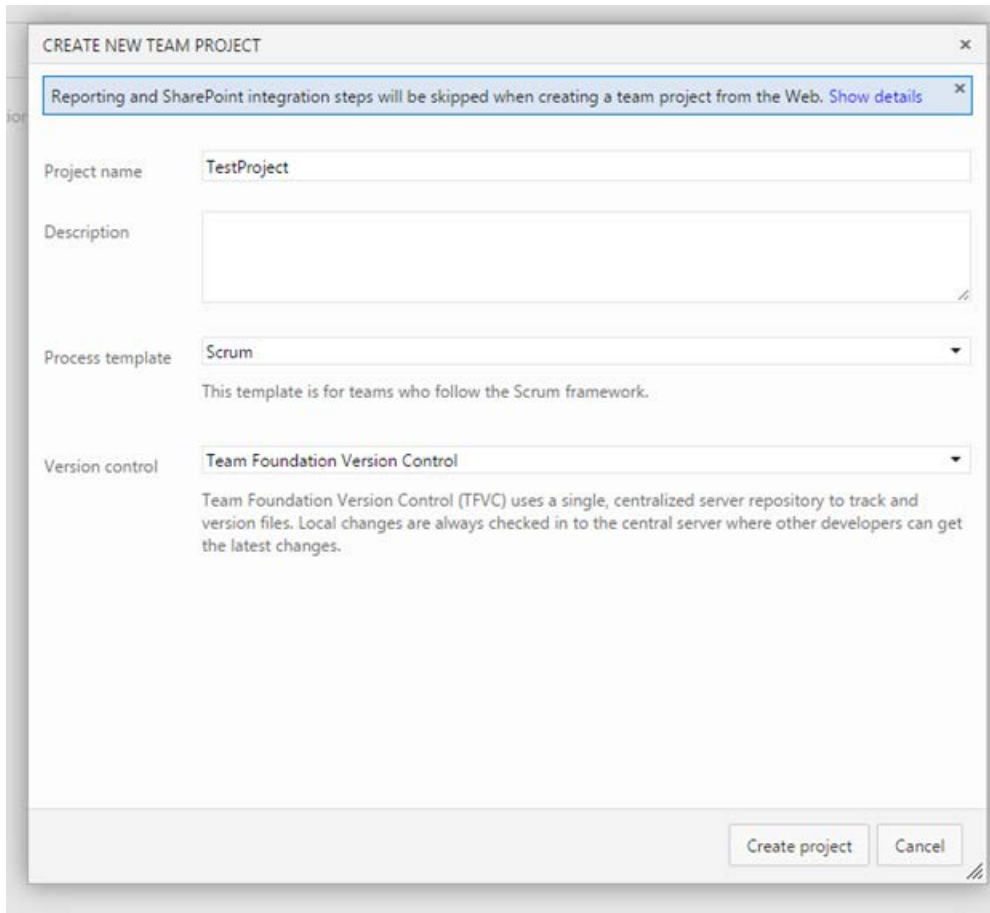 CREATE NEW TEAM PROJECT
Reporting and SharePoint integration steps will be skipped when creating a team project from the Web. Show details
Project name
TestProject
Description
Process template
Scrum
This template is for teams who follow the Scrum framework.
Version control
Team Foundation Version Control
Team Foundation Version Control (TFVC) uses a single, centralized server repository to track and
version files. Local changes are always checked in to the central server where other developers can get
the latest changes.
Create project
Cancel